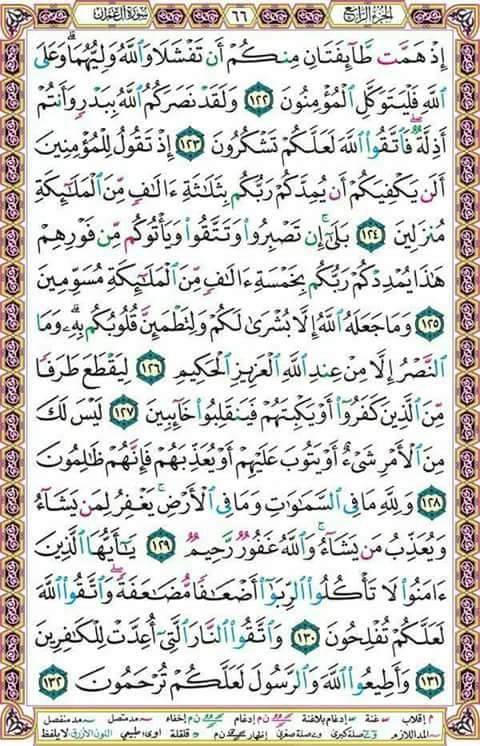 سورة آل عمران ٦٦ الجزء الرابع
إِذْ هَمَّت طَّآئِفَتَانِ مِنكُمْ أَن تَفْشَلَا وَٱللَّهُ وَلِيُّهُمَا ۗ وَعَلَى
ٱللَّهِ فَلْيَتَوَكَّلِ ٱلْمُؤْمِنُونَ ١٢٢ وَلَقَدْ نَصَرَكُمُ ٱللَّهُ بِبَدْرٍ وَأَنتُمْ
أَذِلَّةٌ ۖ فَٱتَّقُوا۟ ٱللَّهَ لَعَلَّكُمْ تَشْكُرُونَ ١٢٣ إِذْ تَقُولُ لِلْمُؤْمِنِينَ
أَلَن يَكْفِيَكُمْ أَن يُمِدَّكُمْ رَبُّكُم بِثَلَٰثَةِ ءَالَٰفٍ مِّنَ ٱلْمَلَٰٓئِكَةِ
مُنزَلِينَ ١٢٤ بَلَىٰٓ ۚ إِن تَصْبِرُوا۟ وَتَتَّقُوا۟ وَيَأْتُوكُم مِّن فَوْرِهِمْ
هَٰذَا يُمْدِدْكُمْ رَبُّكُم بِخَمْسَةِ ءَالَٰفٍ مِّنَ ٱلْمَلَٰٓئِكَةِ مُسَوِّمِينَ
١٢٥ وَمَا جَعَلَهُ ٱللَّهُ إِلَّا بُشْرَىٰ لَكُمْ وَلِتَطْمَئِنَّ قُلُوبُكُم بِهِۦ ۗ وَمَا
ٱلنَّصْرُ إِلَّا مِنْ عِندِ ٱللَّهِ ٱلْعَزِيزِ ٱلْحَكِيمِ ١٢٦ لِيَقْطَعَ طَرَفًا
مِّنَ ٱلَّذِينَ كَفَرُوٓا۟ أَوْ يَكْبِتَهُمْ فَيَنقَلِبُوا۟ خَآئِبِينَ ١٢٧ لَيْسَ لَكَ
مِنَ ٱلْأَمْرِ شَىْءٌ أَوْ يَتُوبَ عَلَيْهِمْ أَوْ يُعَذِّبَهُمْ فَإِنَّهُمْ ظَٰلِمُونَ
١٢٨ وَلِلَّهِ مَا فِى ٱلسَّمَٰوَٰتِ وَمَا فِى ٱلْأَرْضِ ۚ يَغْفِرُ لِمَن يَشَآءُ
وَيُعَذِّبُ مَن يَشَآءُ ۚ وَٱللَّهُ غَفُورٌ رَّحِيمٌ ١٢٩ يَٰٓأَيُّهَا ٱلَّذِينَ
ءَامَنُوا۟ لَا تَأْكُلُوا۟ ٱلرِّبَوٰٓا۟ أَضْعَٰفًا مُّضَٰعَفَةً ۖ وَٱتَّقُوا۟ ٱللَّهَ
لَعَلَّكُمْ تُفْلِحُونَ ١٣٠ وَٱتَّقُوا۟ ٱلنَّارَ ٱلَّتِىٓ أُعِدَّتْ لِلْكَٰفِرِينَ
١٣١ وَأَطِيعُوا۟ ٱللَّهَ وَٱلرَّسُولَ لَعَلَّكُمْ تُرْحَمُونَ ١٣٢
م إقلاب غنة إدغام بلاغنة ن م إدغام ن م إخفاء مد متصل مد منفصل
المد اللازم صلة كبرى صلة صغرى إظهار ن م قلقلة طبيعي اللون الأزرق لا يلفظ